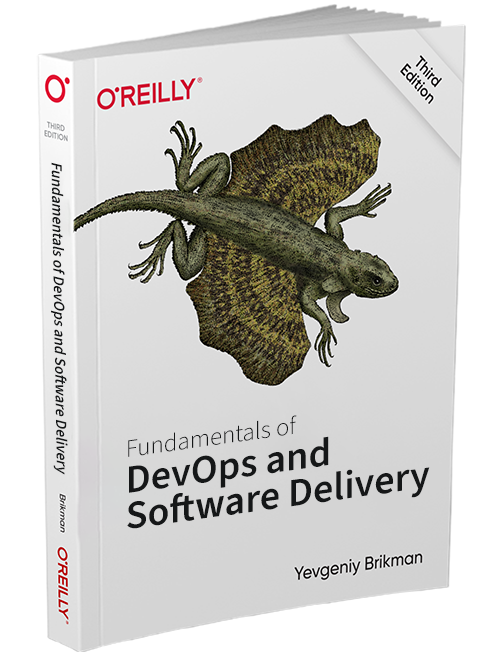 O'REILLY®
Third
Edition
Fundamentals of
DevOps and
Software Delivery
Yevgeniy Brikman
THIRD
EDITION
Fundamentals of DevOps and Software Delivery
Brikman
O'REILLY®